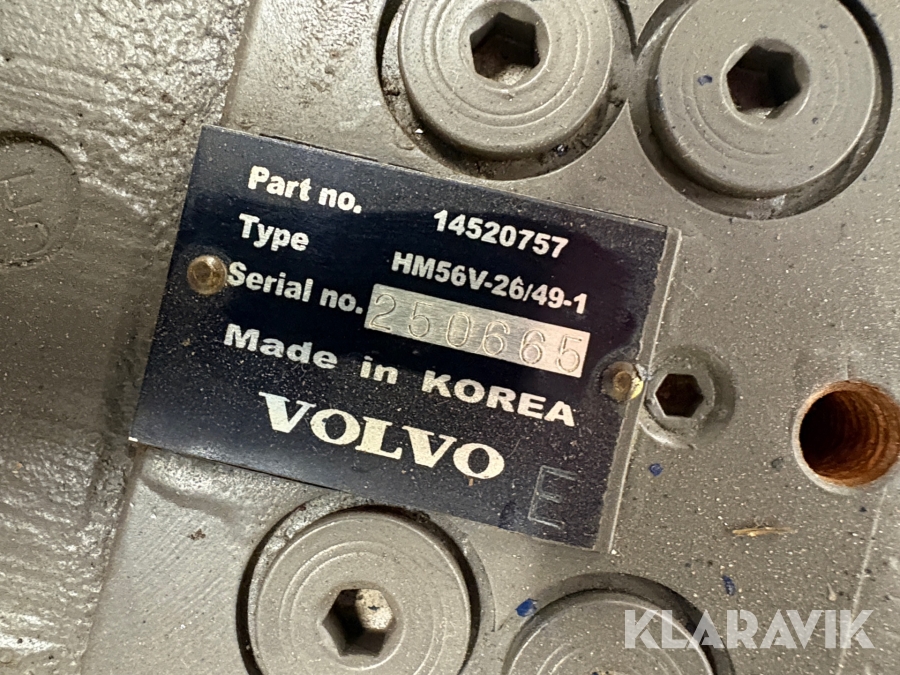 Part no. 14520757
Type HM56V-26/49-1
Serial no. 250665
Made in KOREA
VOLVO
E
KLARAVIK